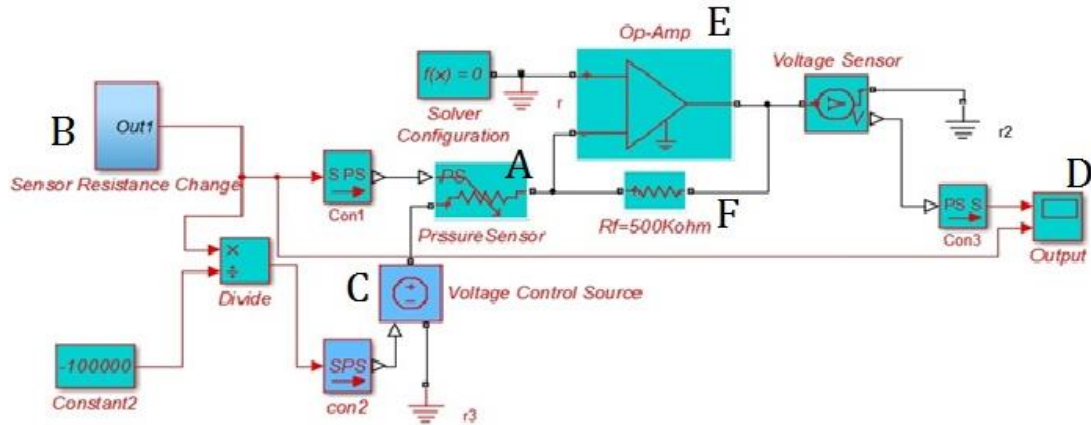 E
Op-Amp
Voltage Sensor
f(x) = 0
B
Out1
r
Solver
Configuration
A
r2
Sensor Resistance Change
S PS
PS
D
Con1
F
PS S
PrssureSensor
Rf=500Kohm
Con3
Output
×
÷
C
Voltage Control Source
Divide
-100000
SPS
Constant2
con2
r3